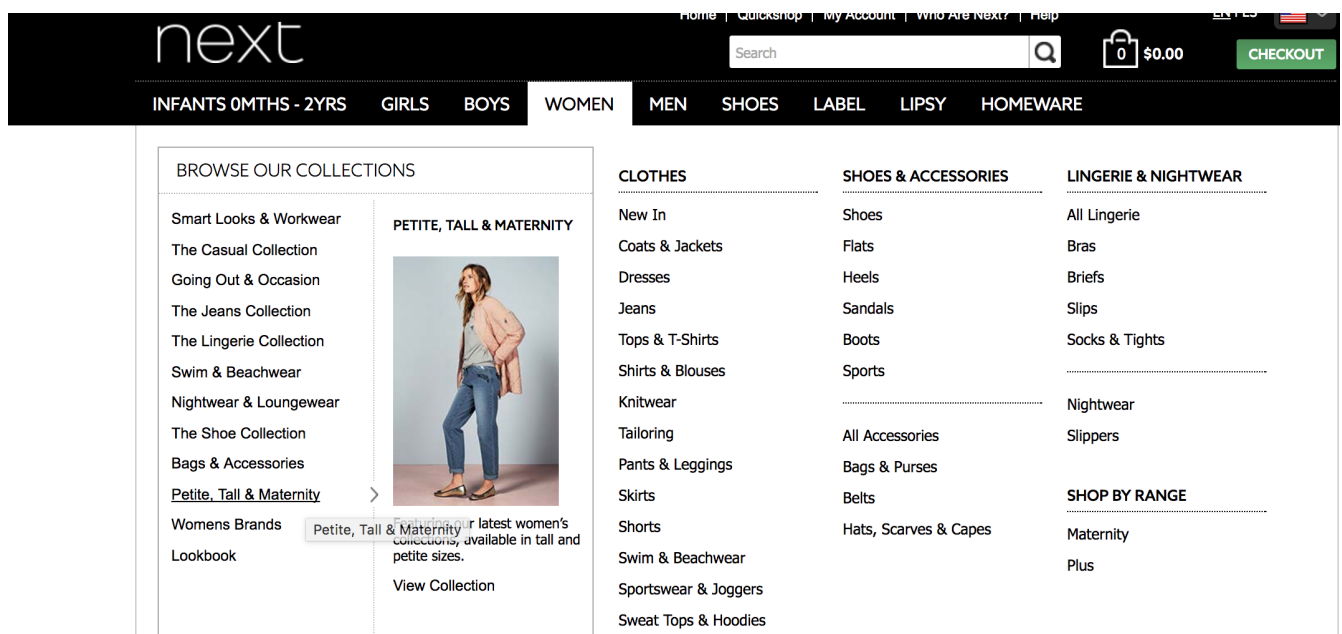 next
Home | Quickshop | My Account | Who Are Next? | Help
EN ES
Search
0 $0.00
CHECKOUT
INFANTS 0MTHS - 2YRS GIRLS BOYS WOMEN MEN SHOES LABEL LIPSY HOMEWARE
BROWSE OUR COLLECTIONS
Smart Looks & Workwear
The Casual Collection
Going Out & Occasion
The Jeans Collection
The Lingerie Collection
Swim & Beachwear
Nightwear & Loungewear
The Shoe Collection
Bags & Accessories
Petite, Tall & Maternity
Womens Brands
Lookbook
Petite, Tall & Maternity
PETITE, TALL & MATERNITY
Featuring our latest women's
collections, available in tall and
petite sizes.
View Collection
CLOTHES
New In
Coats & Jackets
Dresses
Jeans
Tops & T-Shirts
Shirts & Blouses
Knitwear
Tailoring
Pants & Leggings
Skirts
Shorts
Swim & Beachwear
Sportswear & Joggers
Sweat Tops & Hoodies
SHOES & ACCESSORIES
Shoes
Flats
Heels
Sandals
Boots
Sports
All Accessories
Bags & Purses
Belts
Hats, Scarves & Capes
LINGERIE & NIGHTWEAR
All Lingerie
Bras
Briefs
Slips
Socks & Tights
Nightwear
Slippers
SHOP BY RANGE
Maternity
Plus